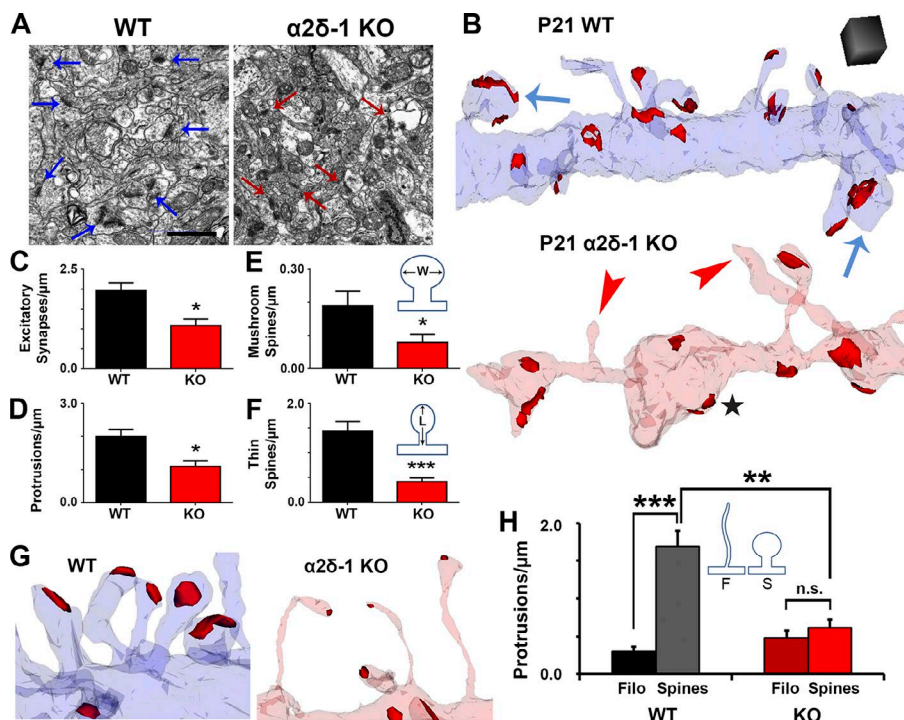 A
WT
α2δ-1 KO
B
P21 WT
P21 α2δ-1 KO
C
Excitatory
Synapses/µm
2.5
0.0
*
WT
KO
E
Mushroom
Spines/µm
0.30
0.00
W
*
WT
KO
D
Protrusions/µm
3.0
0.0
*
WT
KO
F
Thin
Spines/µm
2.0
0.0
L
***
WT
KO
G
WT
α2δ-1 KO
H
Protrusions/µm
2.0
0.0
***
**
n.s.
F
S
Filo
Spines
Filo
Spines
WT
KO